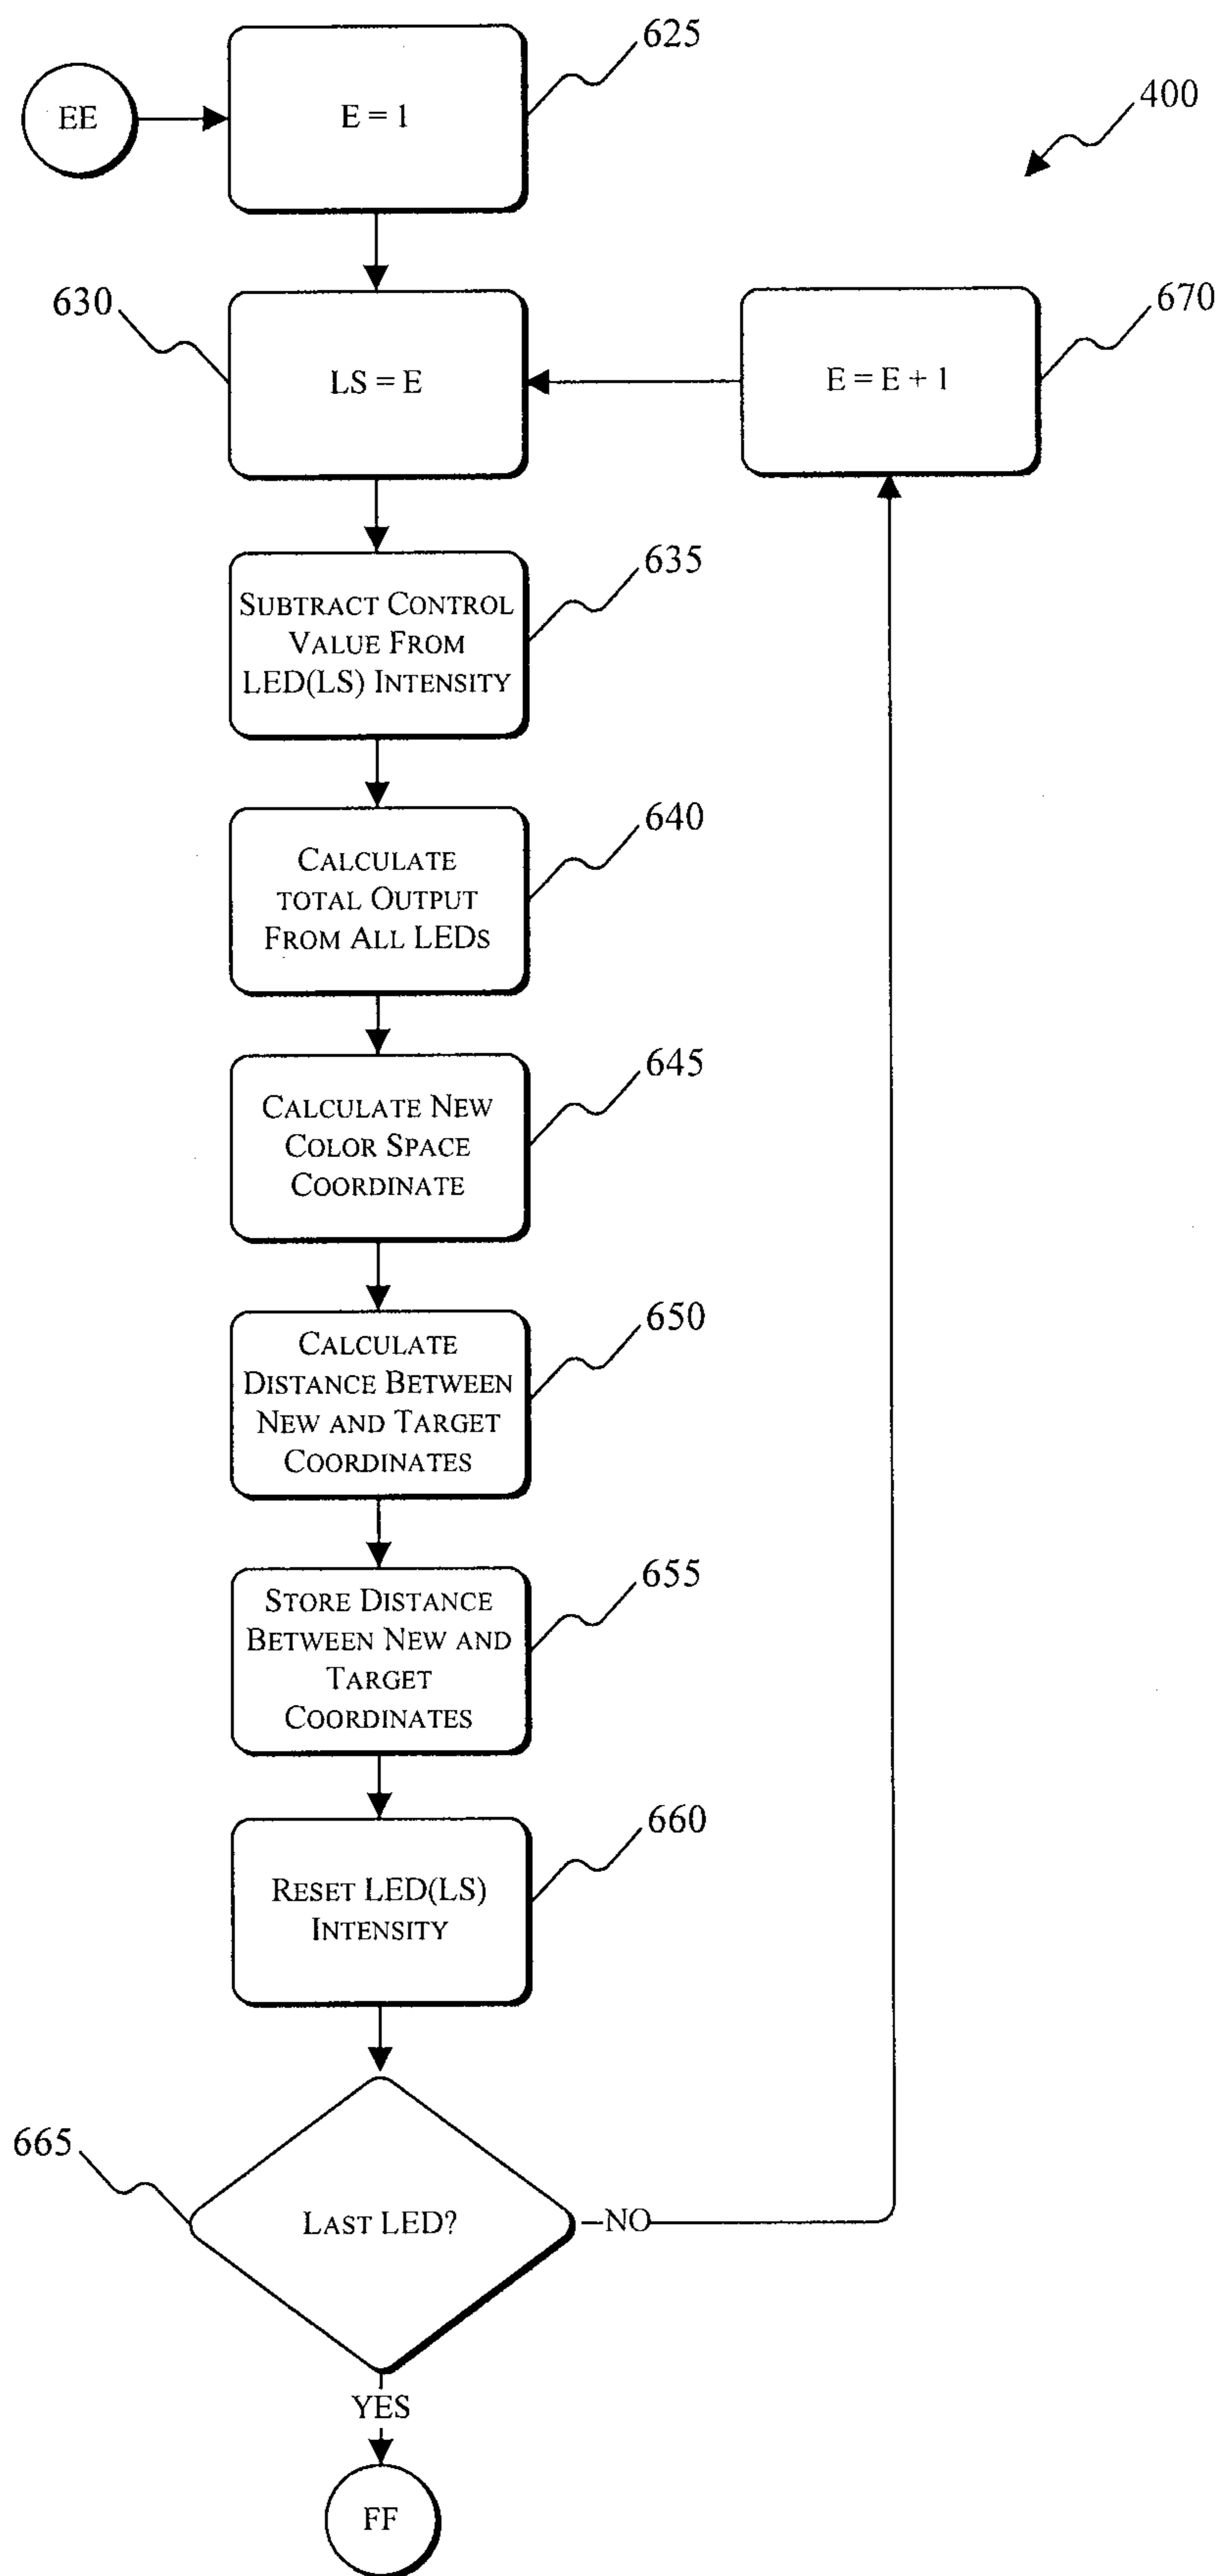 625
EE
E = 1
400
630
LS = E
E = E + 1
670
635
SUBTRACT CONTROL
VALUE FROM
LED(LS) INTENSITY
640
CALCULATE
TOTAL OUTPUT
FROM ALL LEDS
645
CALCULATE NEW
COLOR SPACE
COORDINATE
650
CALCULATE
DISTANCE BETWEEN
NEW AND TARGET
COORDINATES
655
STORE DISTANCE
BETWEEN NEW AND
TARGET
COORDINATES
660
RESET LED(LS)
INTENSITY
665
LAST LED?
NO
YES
FF